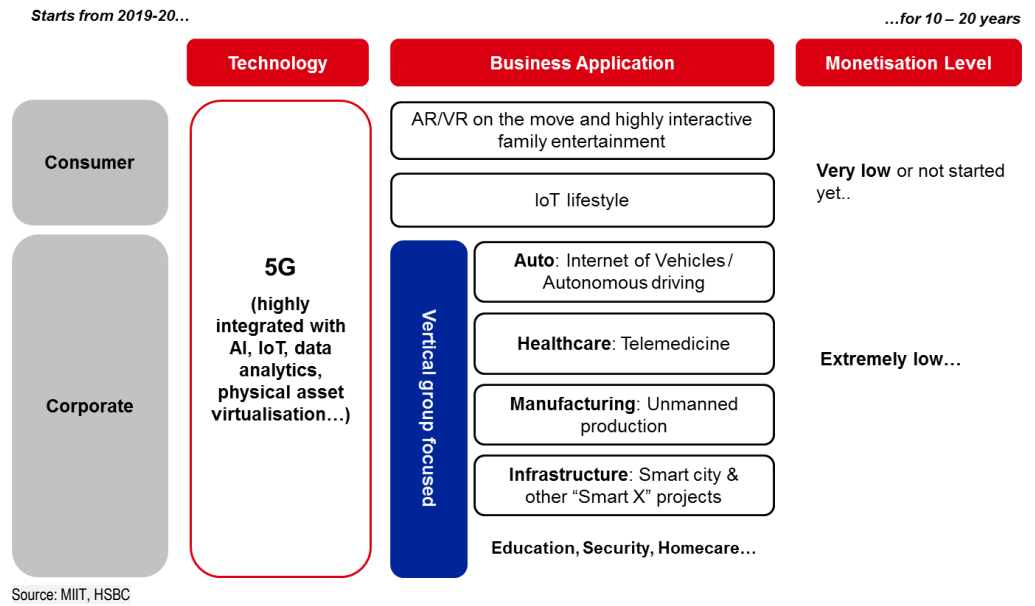 Starts from 2019-20…
…for 10 – 20 years
Technology
Business Application
Monetisation Level
Consumer
AR/VR on the move and highly interactive
family entertainment
IoT lifestyle
Very low or not started
yet..
Corporate
5G
(highly
integrated with
AI, IoT, data
analytics,
physical asset
virtualisation…)
Vertical group focused
Auto: Internet of Vehicles /
Autonomous driving
Healthcare: Telemedicine
Manufacturing: Unmanned
production
Infrastructure: Smart city &
other “Smart X” projects
Education, Security, Homecare…
Extremely low…
Source: MIIT, HSBC